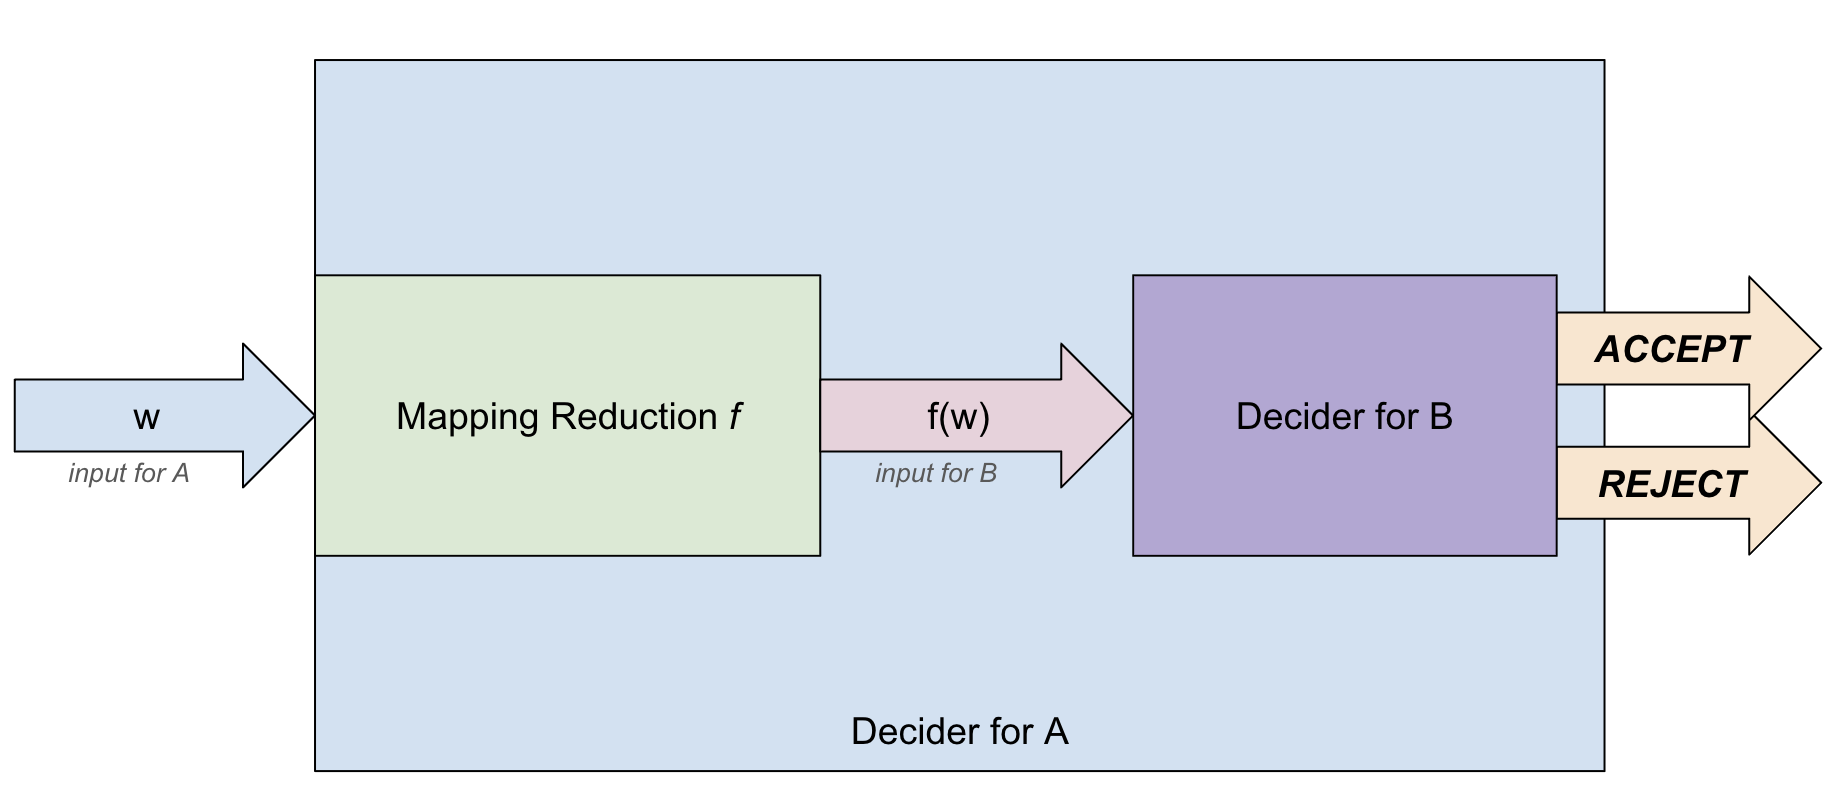 w
input for A
Mapping Reduction f
f(w)
input for B
Decider for B
ACCEPT
REJECT
Decider for A